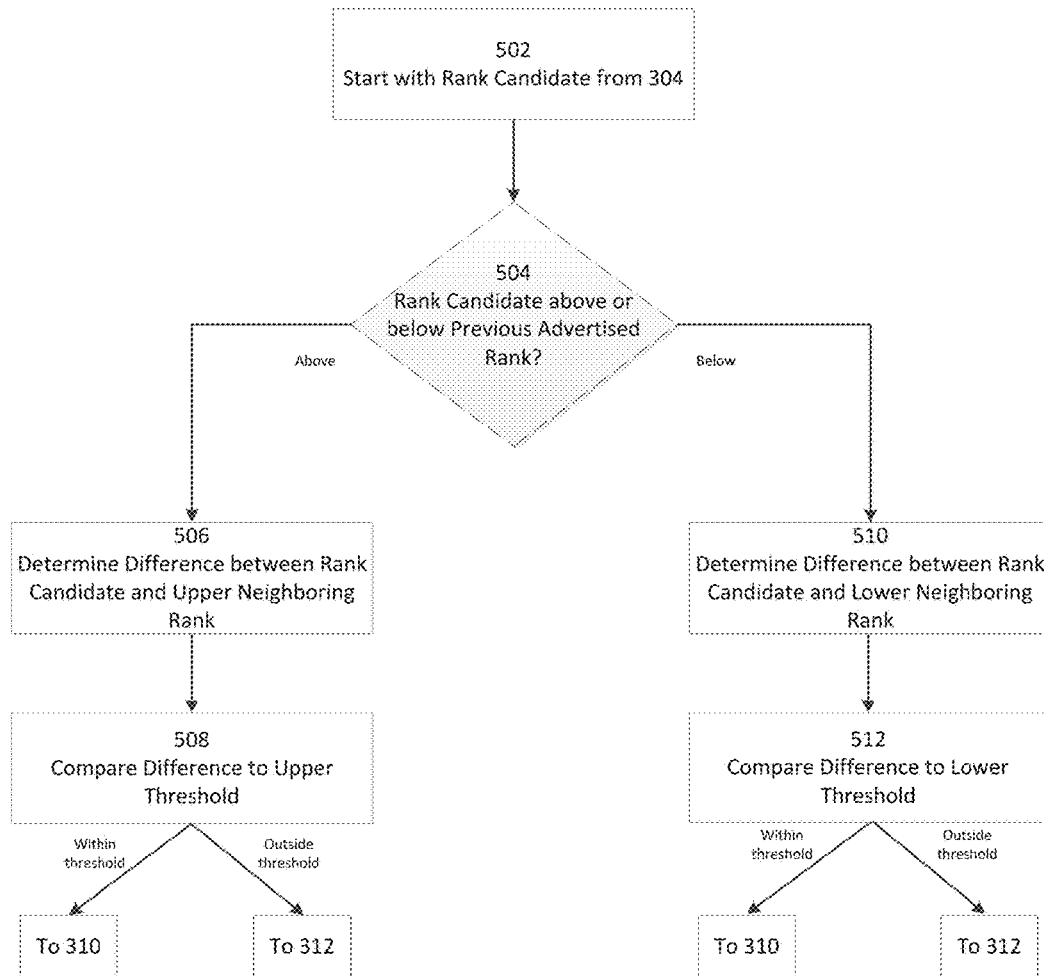 502
Start with Rank Candidate from 304
504
Rank Candidate above or
below Previous Advertised
Rank?
Above
Below
506
Determine Difference between Rank
Candidate and Upper Neighboring
Rank
510
Determine Difference between Rank
Candidate and Lower Neighboring
Rank
508
Compare Difference to Upper
Threshold
512
Compare Difference to Lower
Threshold
Within
threshold
Outside
threshold
Within
threshold
Outside
threshold
To 310
To 312
To 310
To 312